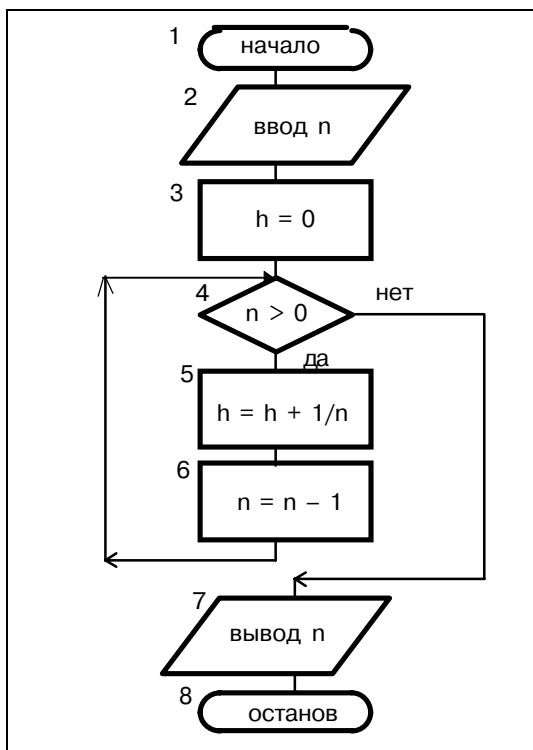 1
начало
2
ввод n
3
h = 0
4
n > 0
нет
да
5
h = h + 1/n
6
n = n – 1
7
вывод n
8
останов